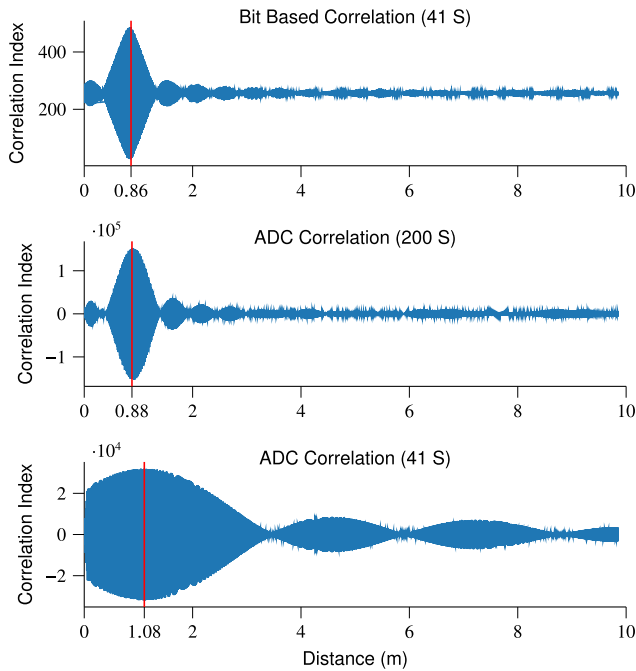 Bit Based Correlation (41 S)
Correlation Index
400
200
0 0.86 2 4 6 8 10
ADC Correlation (200 S)
·10⁵
Correlation Index
1
0
−1
0 0.88 2 4 6 8 10
ADC Correlation (41 S)
·10⁴
Correlation Index
2
0
−2
0 1.08 2 4 6 8 10
Distance (m)